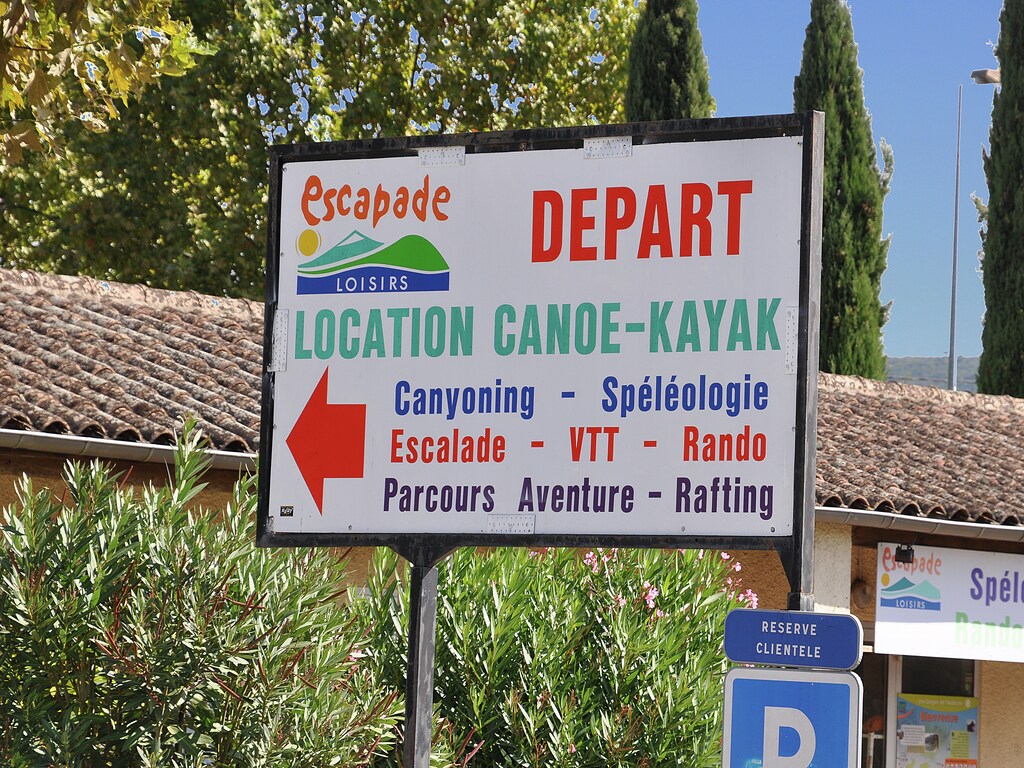 escapade
LOISIRS
DEPART
LOCATION CANOE-KAYAK
Canyoning - Spéléologie
Escalade - VTT - Rando
Parcours Aventure - Rafting
RESERVE
CLIENTELE
P
escapade
LOISIRS
Spélé
Rando
Bienvenue